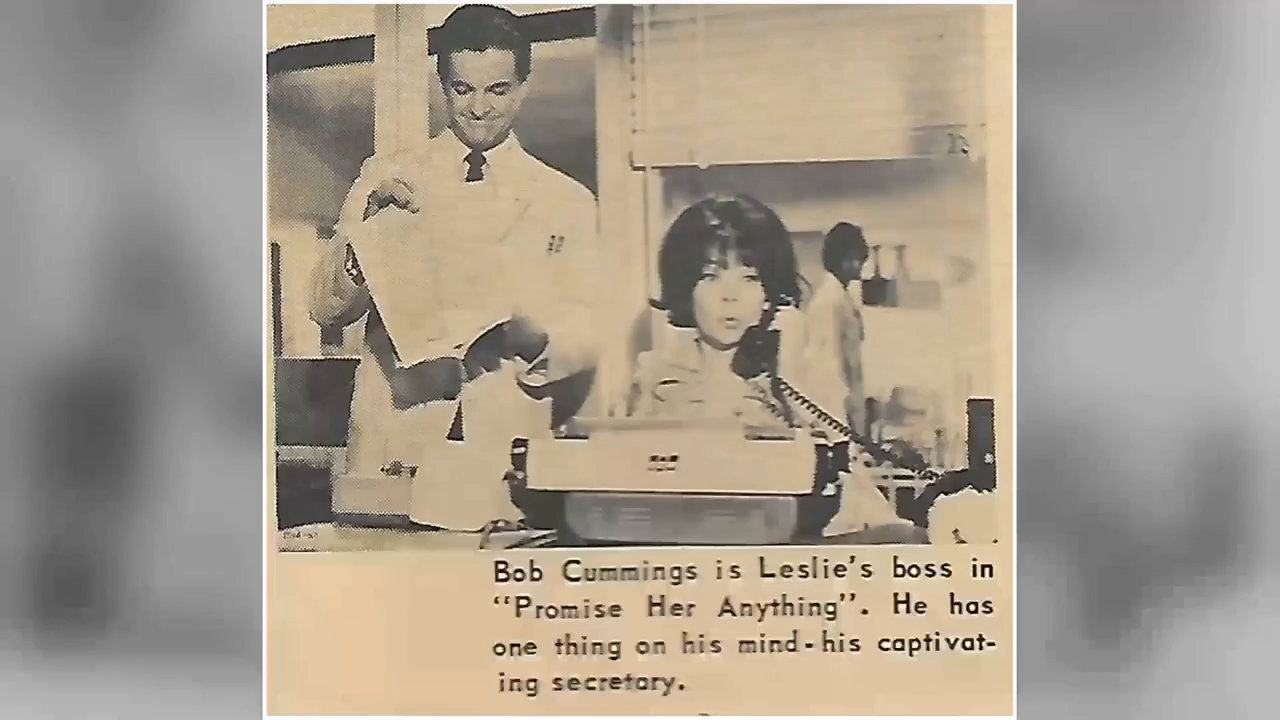 Bob Cummings is Leslie's boss in
“Promise Her Anything”. He has
one thing on his mind-his captivat-
ing secretary.